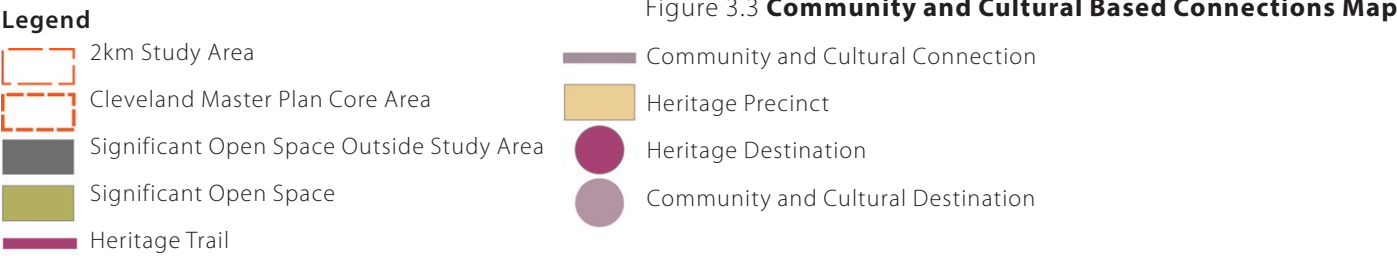 Figure 3.3 Community and Cultural Based Connections Map
Legend
2km Study Area
Cleveland Master Plan Core Area
Significant Open Space Outside Study Area
Significant Open Space
Heritage Trail
Community and Cultural Connection
Heritage Precinct
Heritage Destination
Community and Cultural Destination